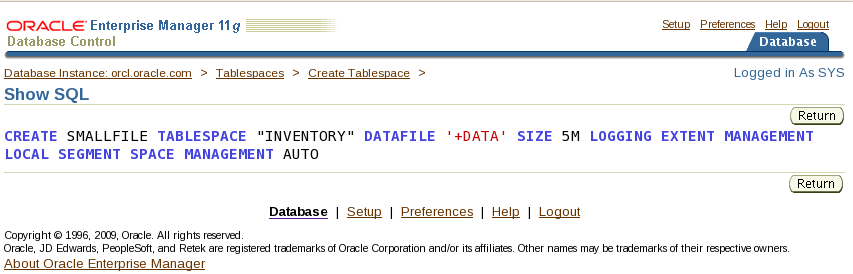 ORACLE Enterprise Manager 11g
Database Control
Setup Preferences Help Logout
Database
Database Instance: orcl.oracle.com > Tablespaces > Create Tablespace >
Logged in As SYS
Show SQL
Return
CREATE SMALLFILE TABLESPACE "INVENTORY" DATAFILE '+DATA' SIZE 5M LOGGING EXTENT MANAGEMENT
LOCAL SEGMENT SPACE MANAGEMENT AUTO
Return
Database | Setup | Preferences | Help | Logout
Copyright © 1996, 2009, Oracle. All rights reserved.
Oracle, JD Edwards, PeopleSoft, and Retek are registered trademarks of Oracle Corporation and/or its affiliates. Other names may be trademarks of their respective owners.
About Oracle Enterprise Manager